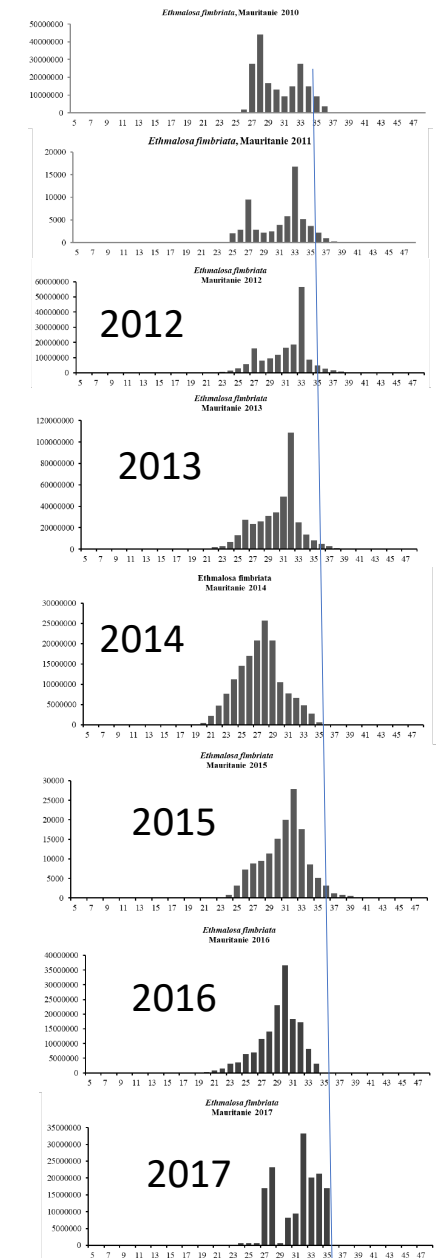 Ethmalosa fimbriata, Mauritanie 2010
50000000
40000000
30000000
20000000
10000000
0
5 7 9 11 13 15 17 19 21 23 25 27 29 31 33 35 37 39 41 43 45 47
Ethmalosa fimbriata, Mauritanie 2011
20000
15000
10000
5000
0
5 7 9 11 13 15 17 19 21 23 25 27 29 31 33 35 37 39 41 43 45 47
Ethmalosa fimbriata
Mauritanie 2012
60000000
50000000
40000000
30000000
20000000
10000000
0
2012
5 7 9 11 13 15 17 19 21 23 25 27 29 31 33 35 37 39 41 43 45 47
Ethmalosa fimbriata
Mauritanie 2013
120000000
100000000
80000000
60000000
40000000
20000000
0
2013
5 7 9 11 13 15 17 19 21 23 25 27 29 31 33 35 37 39 41 43 45 47
Ethmalosa fimbriata
Mauritanie 2014
30000000
25000000
20000000
15000000
10000000
5000000
0
2014
5 7 9 11 13 15 17 19 21 23 25 27 29 31 33 35 37 39 41 43 45 47
Ethmalosa fimbriata
Mauritanie 2015
30000
25000
20000
15000
10000
5000
0
2015
5 7 9 11 13 15 17 19 21 23 25 27 29 31 33 35 37 39 41 43 45 47
Ethmalosa fimbriata
Mauritanie 2016
40000000
35000000
30000000
25000000
20000000
15000000
10000000
5000000
0
2016
5 7 9 11 13 15 17 19 21 23 25 27 29 31 33 35 37 39 41 43 45 47
Ethmalosa fimbriata
Mauritanie 2017
35000000
30000000
25000000
20000000
15000000
10000000
5000000
0
2017
5 7 9 11 13 15 17 19 21 23 25 27 29 31 33 35 37 39 41 43 45 47